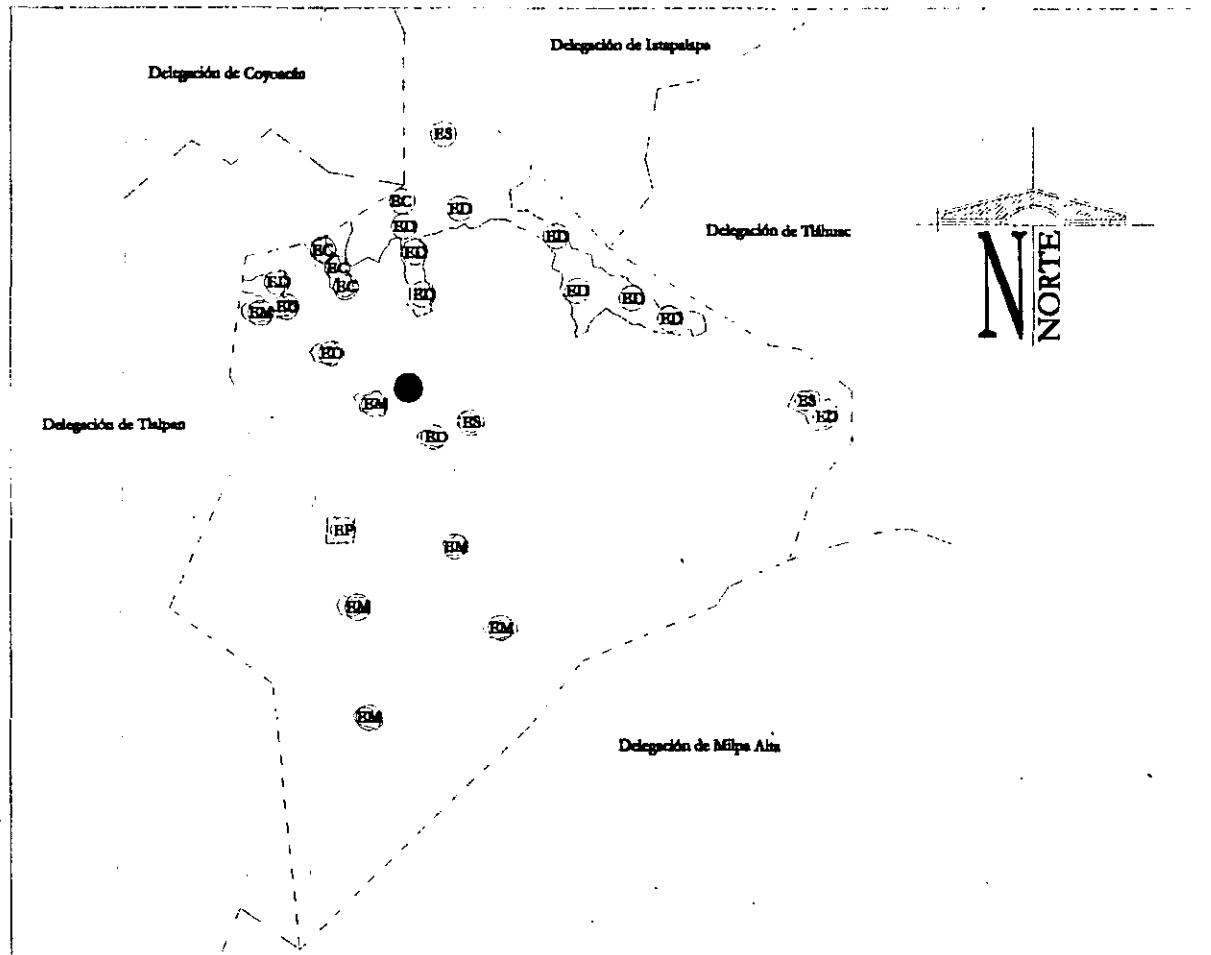 Delegación de Iztapalapa
Delegación de Coyoacán
ES
EC
ED
Delegación de Tláhuac
ED
ED
EC
EC
EC
ED
ED
EM
ED
ED
ED
N
NORTE
ED
ES
EM
ED
Delegación de Tlalpan
ES
ED
EP
EM
EM
EM
EM
Delegación de Milpa Alta